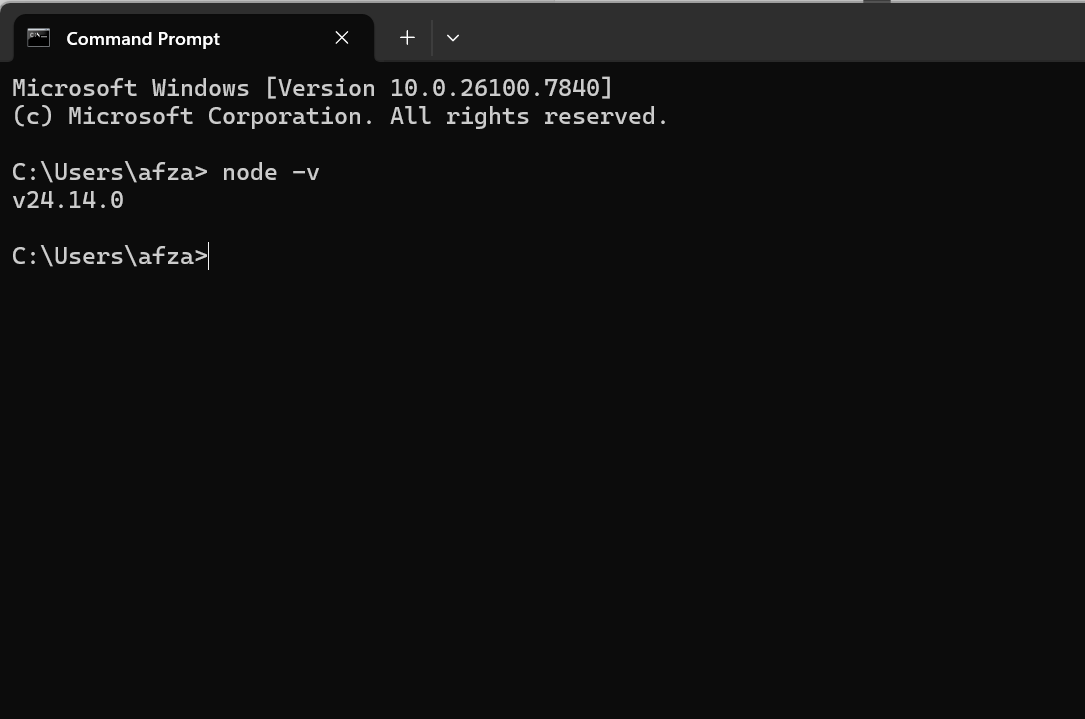 Command Prompt
Microsoft Windows [Version 10.0.26100.7840]
(c) Microsoft Corporation. All rights reserved.
C:\Users\afza> node -v
v24.14.0
C:\Users\afza>